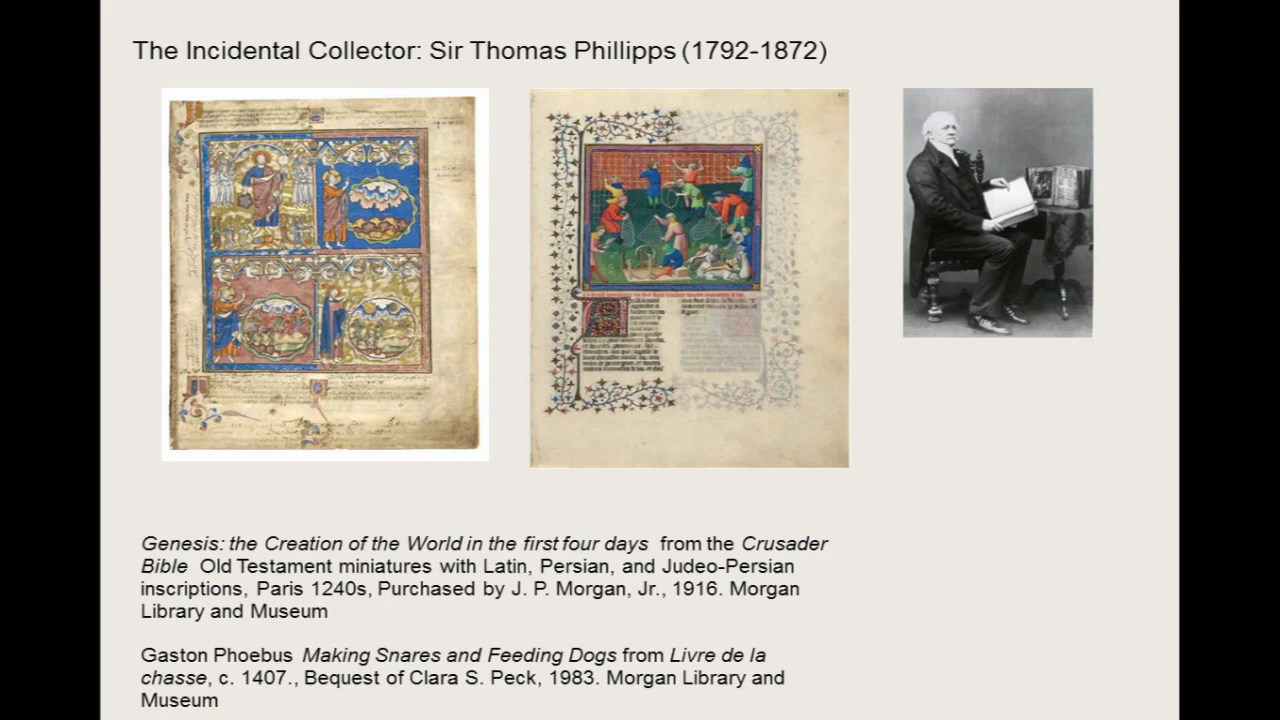 The Incidental Collector: Sir Thomas Phillipps (1792-1872)
Genesis: the Creation of the World in the first four days from the Crusader
Bible Old Testament miniatures with Latin, Persian, and Judeo-Persian
inscriptions, Paris 1240s, Purchased by J. P. Morgan, Jr., 1916. Morgan
Library and Museum
Gaston Phoebus Making Snares and Feeding Dogs from Livre de la
chasse, c. 1407., Bequest of Clara S. Peck, 1983. Morgan Library and
Museum